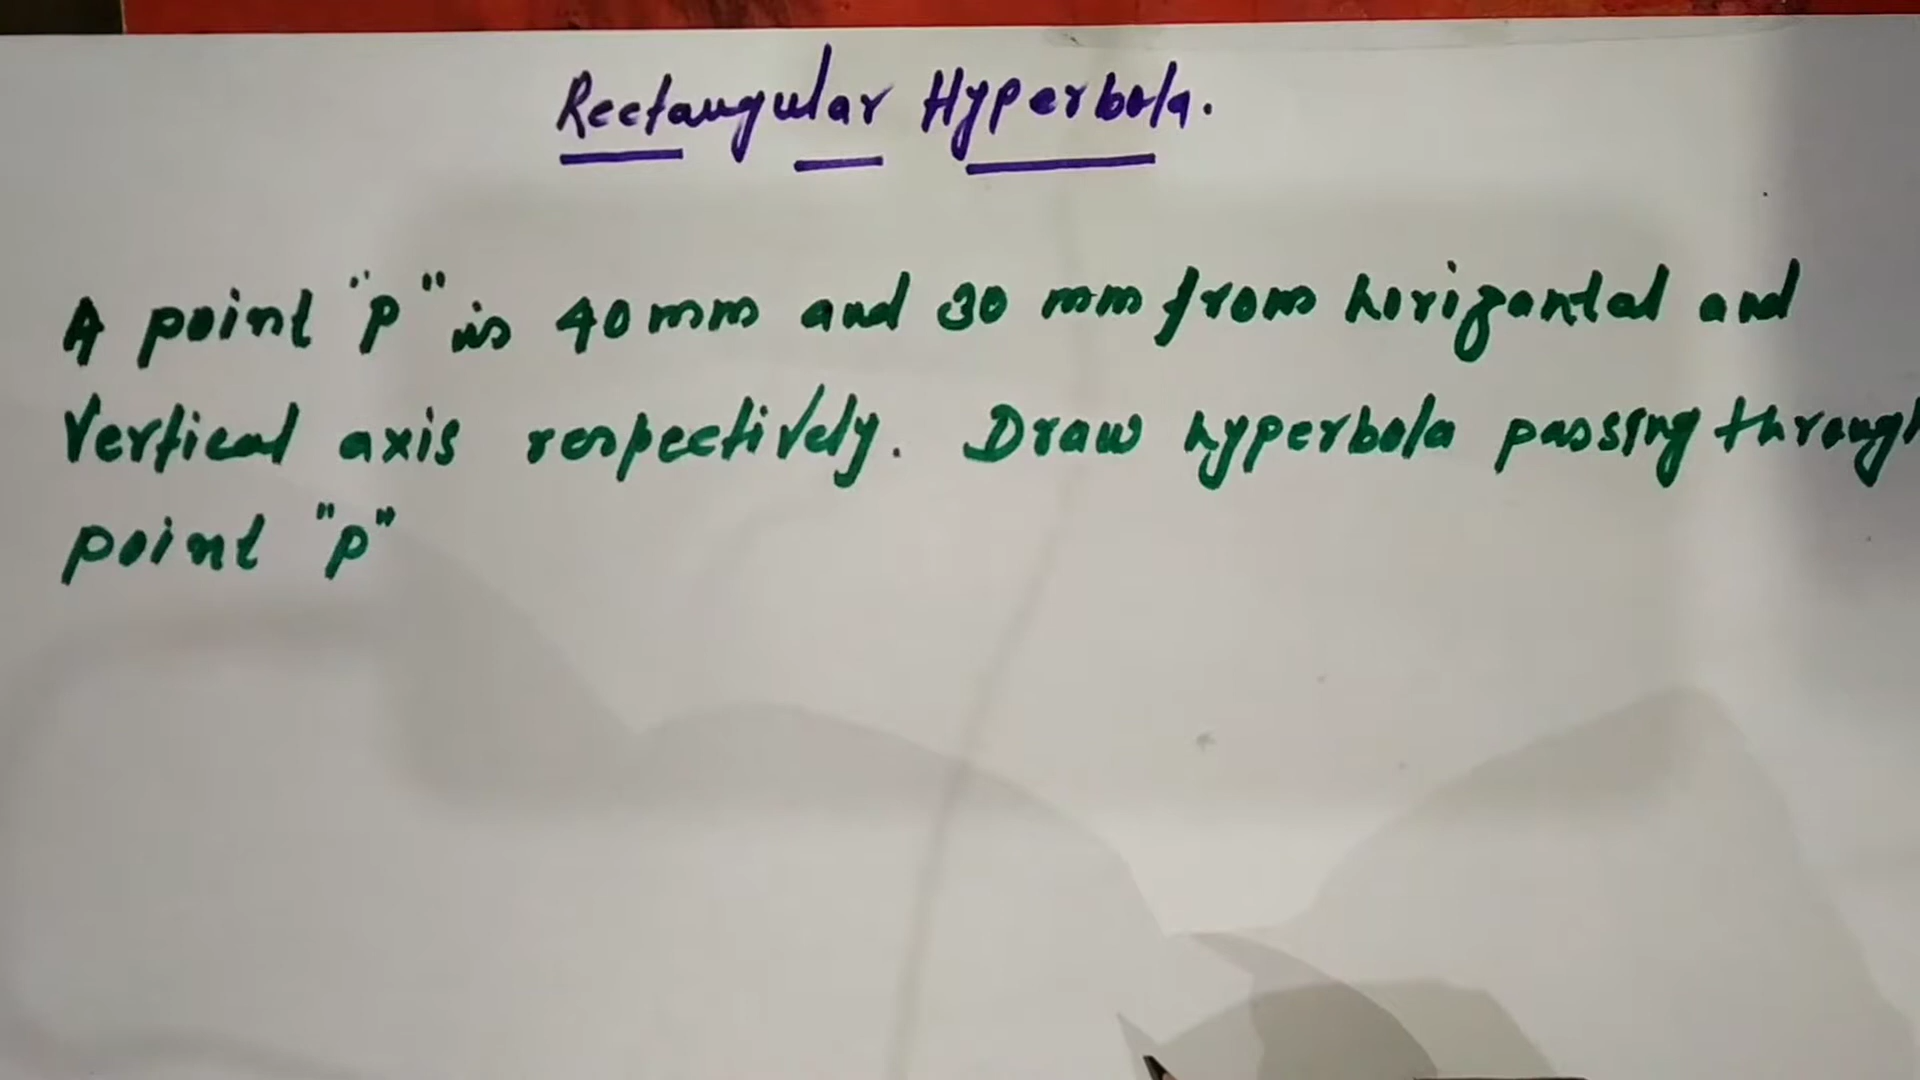 Rectangular Hyperbola.
A point "p" is 40 mm and 30 mm from horizontal and
Vertical axis respectively. Draw hyperbola passing through
point "p"